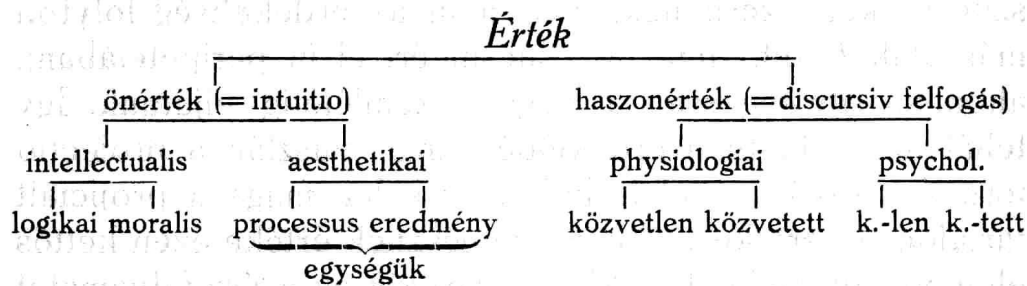 Érték
önérték (= intuitio) haszonérték (= discursiv felfogás)
intellectualis aesthetikai physiologiai psychol.
logikai moralis processus eredmény közvetlen közvetett k.-len k.-tett
egységük